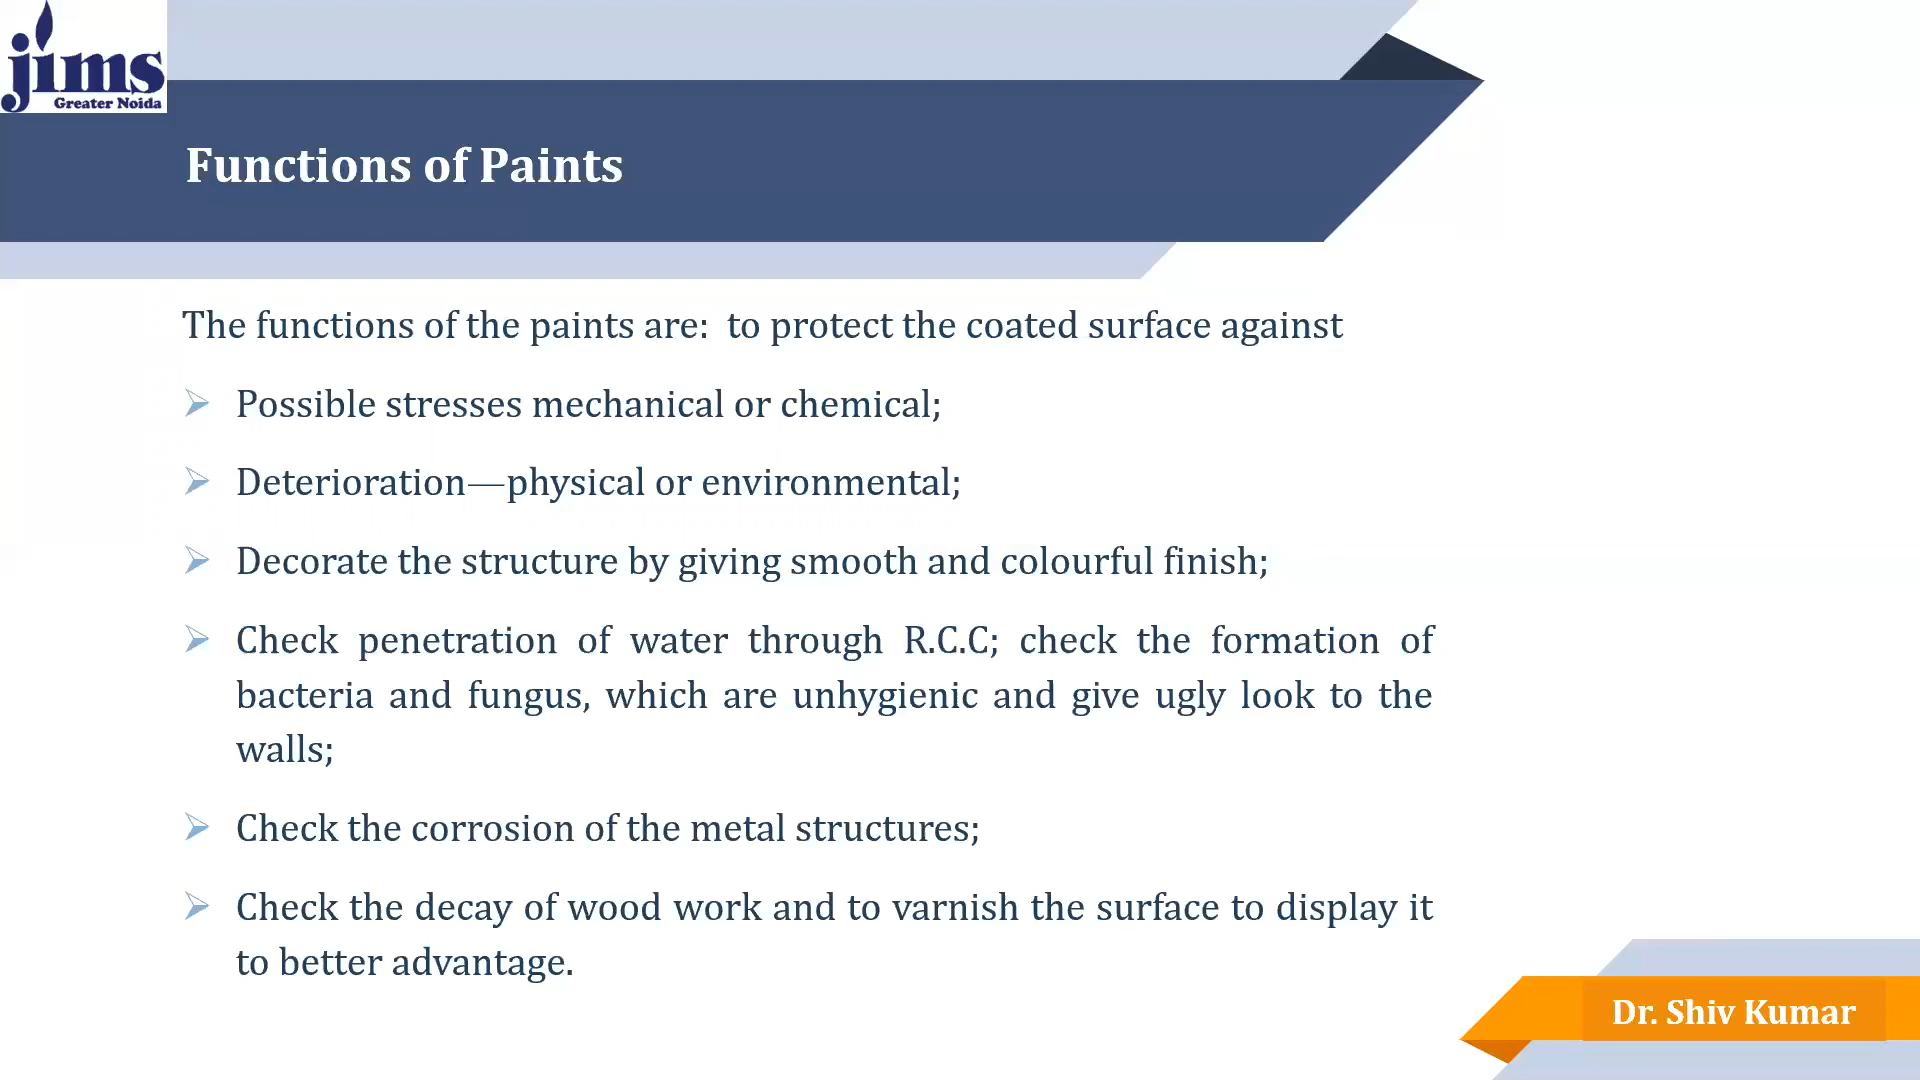 jims
Greater Noida
Functions of Paints
The functions of the paints are: to protect the coated surface against
Possible stresses mechanical or chemical;
Deterioration—physical or environmental;
Decorate the structure by giving smooth and colourful finish;
Check penetration of water through R.C.C; check the formation of
bacteria and fungus, which are unhygienic and give ugly look to the
walls;
Check the corrosion of the metal structures;
Check the decay of wood work and to varnish the surface to display it
to better advantage.
Dr. Shiv Kumar